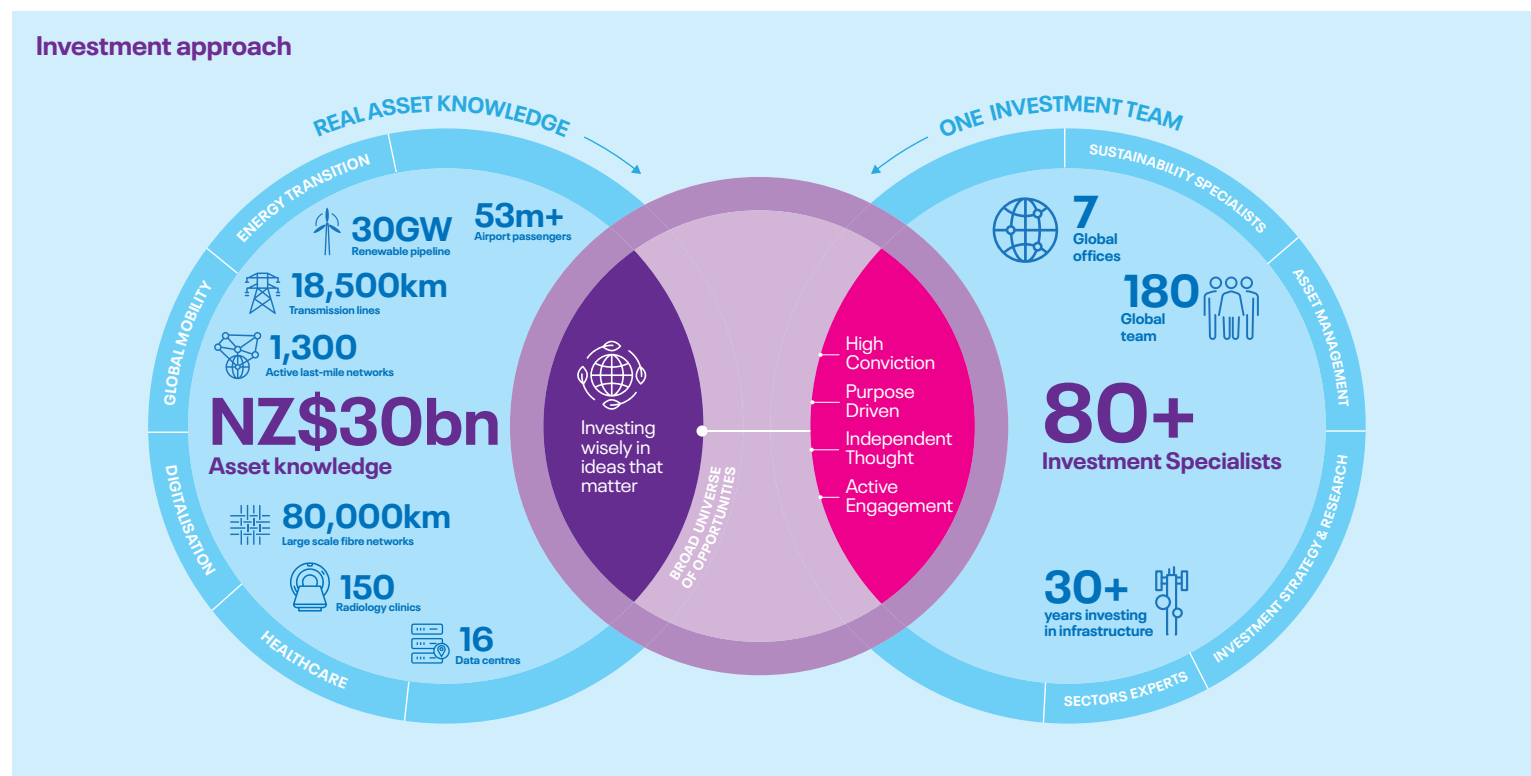 Investment approach
REAL ASSET KNOWLEDGE
ENERGY TRANSITION
GLOBAL MOBILITY
DIGITALISATION
HEALTHCARE
30GW
Renewable pipeline
53m+
Airport passengers
18,500km
Transmission lines
1,300
Active last-mile networks
NZ$30bn
Asset knowledge
80,000km
Large scale fibre networks
150
Radiology clinics
16
Data centres
Investing
wisely in
ideas that
matter
BROAD UNIVERSE
OF OPPORTUNITIES
High
Conviction
Purpose
Driven
Independent
Thought
Active
Engagement
ONE INVESTMENT TEAM
SUSTAINABILITY SPECIALISTS
ASSET MANAGEMENT
INVESTMENT STRATEGY & RESEARCH
SECTORS EXPERTS
7
Global
offices
180
Global
team
80+
Investment Specialists
30+
years investing
in infrastructure